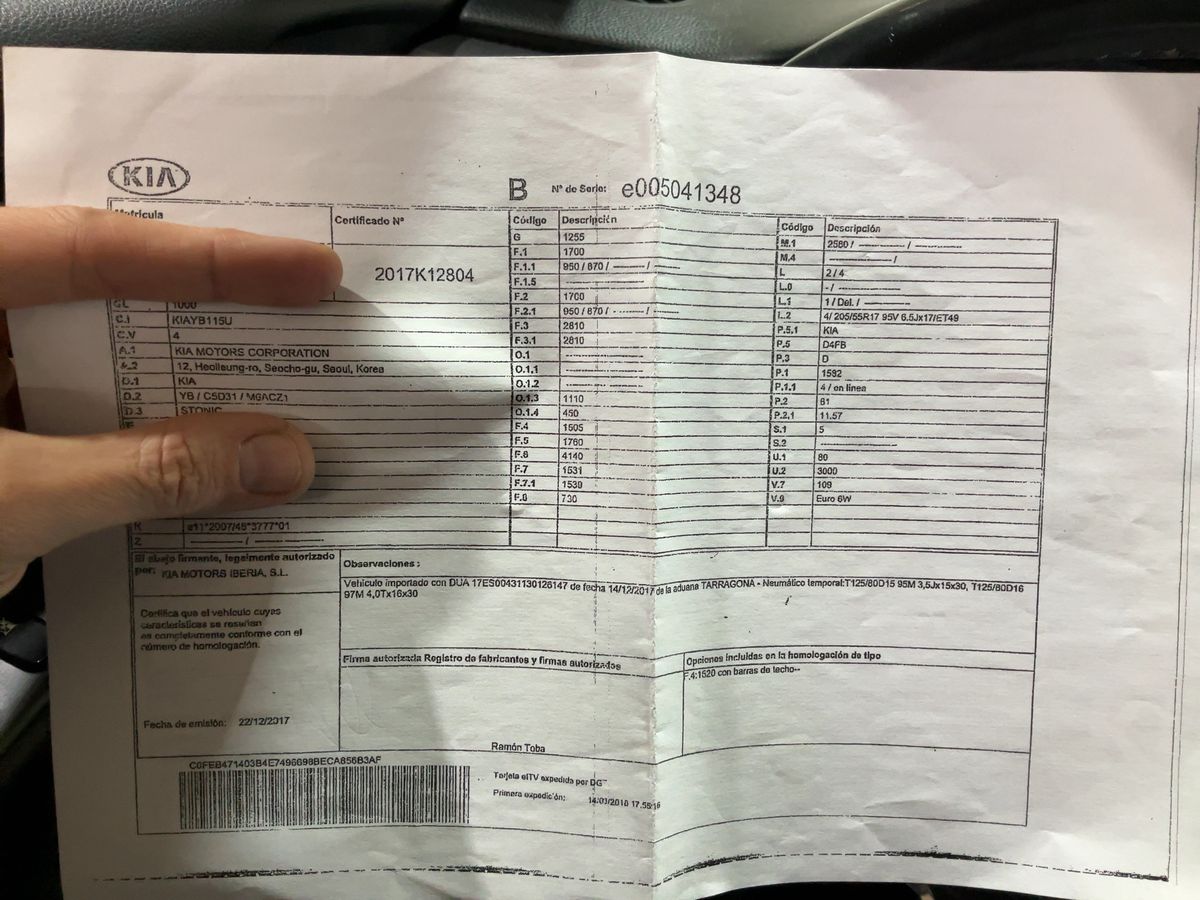 KIA
B Nº de Serie: e005041348
Matrícula
Certificado Nº
2017K12804
CL 1000
C.I KIAYB115U
C.V 4
A.1 KIA MOTORS CORPORATION
A.2 12, Heolleung-ro, Seocho-gu, Seoul, Korea
D.1 KIA
D.2 YB / C5D31 / M6ACZ1
D.3 STONIC
K e11*2007/46*3777*01
Z ---------- / ----------
Código Descripción
G 1255
F.1 1700
F.1.1 950 / 870 / -------- / --------
F.1.5 --------------------
F.2 1700
F.2.1 950 / 870 / -------- / --------
F.3 2810
F.3.1 2810
O.1 --------------------
O.1.1 --------------------
O.1.2 --------------------
O.1.3 1110
O.1.4 450
F.4 1505
F.5 1760
F.6 4140
F.7 1531
F.7.1 1539
F.8 730
Código Descripción
M.1 2580 / ---------- / ----------
M.4 ---------- /
L 2 / 4
L.0 - / ----------
L.1 1 / Del. / ----------
L.2 4/ 205/55R17 95V 6.5Jx17/ET49
P.5.1 KIA
P.5 D4FB
P.3 D
P.1 1582
P.1.1 4 / en línea
P.2 81
P.2.1 11.57
S.1 5
S.2 --------------------
U.1 80
U.2 3000
V.7 109
V.9 Euro 6W
El abajo firmante, legalmente autorizado
por: KIA MOTORS IBERIA, S.L.
Certifica que el vehículo cuyas
características se reseñan
es completamente conforme con el
número de homologación.
Fecha de emisión: 22/12/2017
Observaciones :
Vehículo importado con DUA 17ES00431130126147 de fecha 14/12/2017 de la aduana TARRAGONA - Neumático temporal:T125/80D15 95M 3,5Jx15x30, T125/80D16
97M 4,0Tx16x30
Firma autorizada Registro de fabricantes y firmas autorizados
Ramón Toba
Opciones incluidas en la homologación de tipo
F.4:1520 con barras de techo--
C0FEB471403B4E7496698BECA856B3AF
Tarjeta eITV expedida por DGT
Primera expedición: 14/03/2018 17:55:16